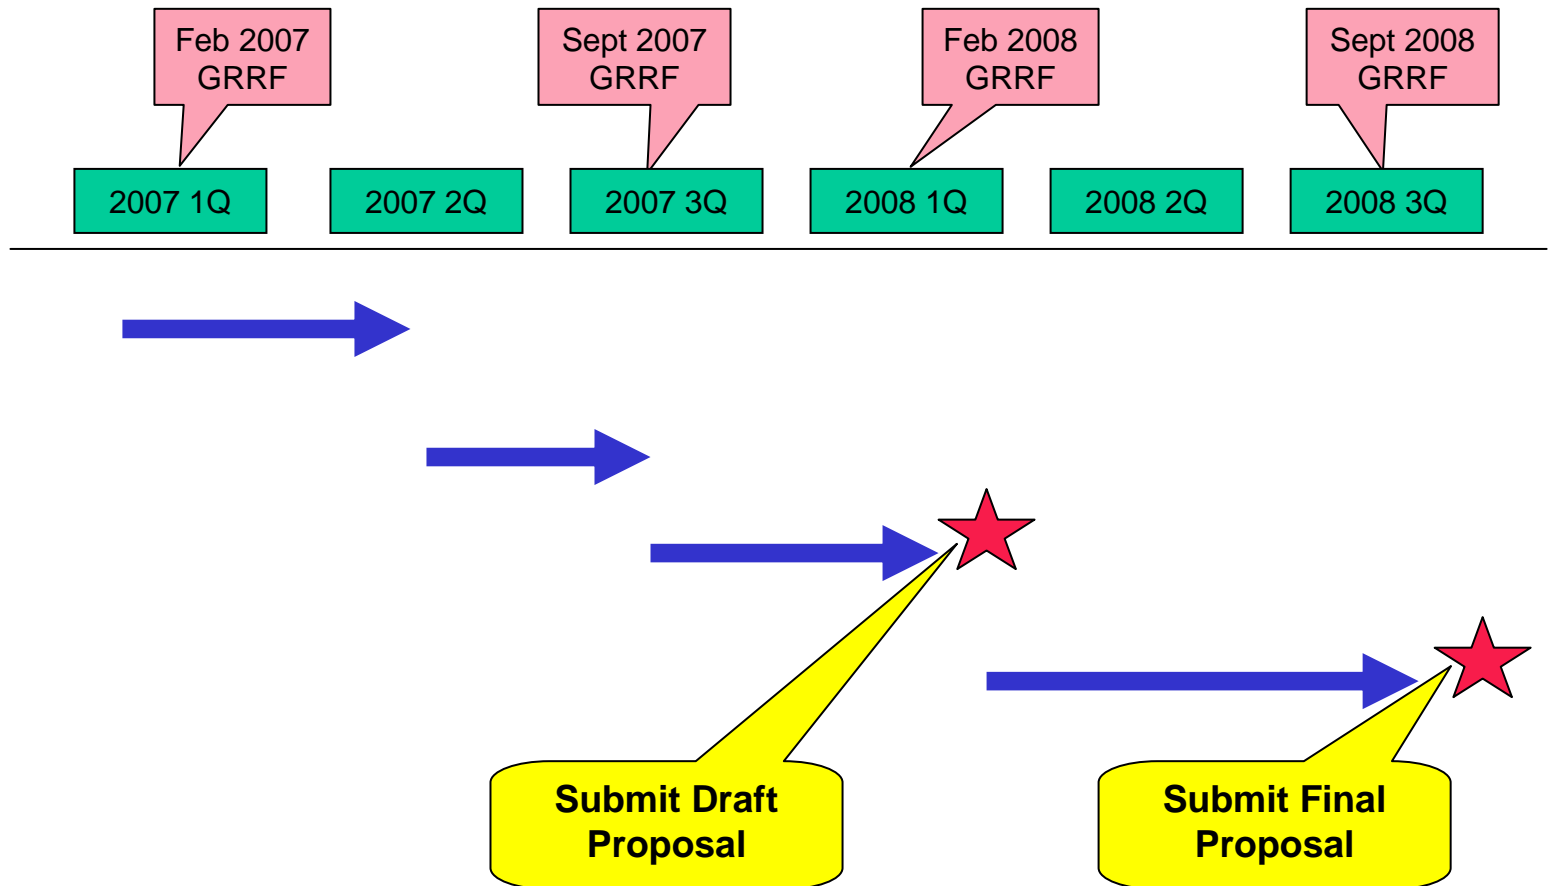 Feb 2007
GRRF
Sept 2007
GRRF
Feb 2008
GRRF
Sept 2008
GRRF
2007 1Q
2007 2Q
2007 3Q
2008 1Q
2008 2Q
2008 3Q
Submit Draft
Proposal
Submit Final
Proposal